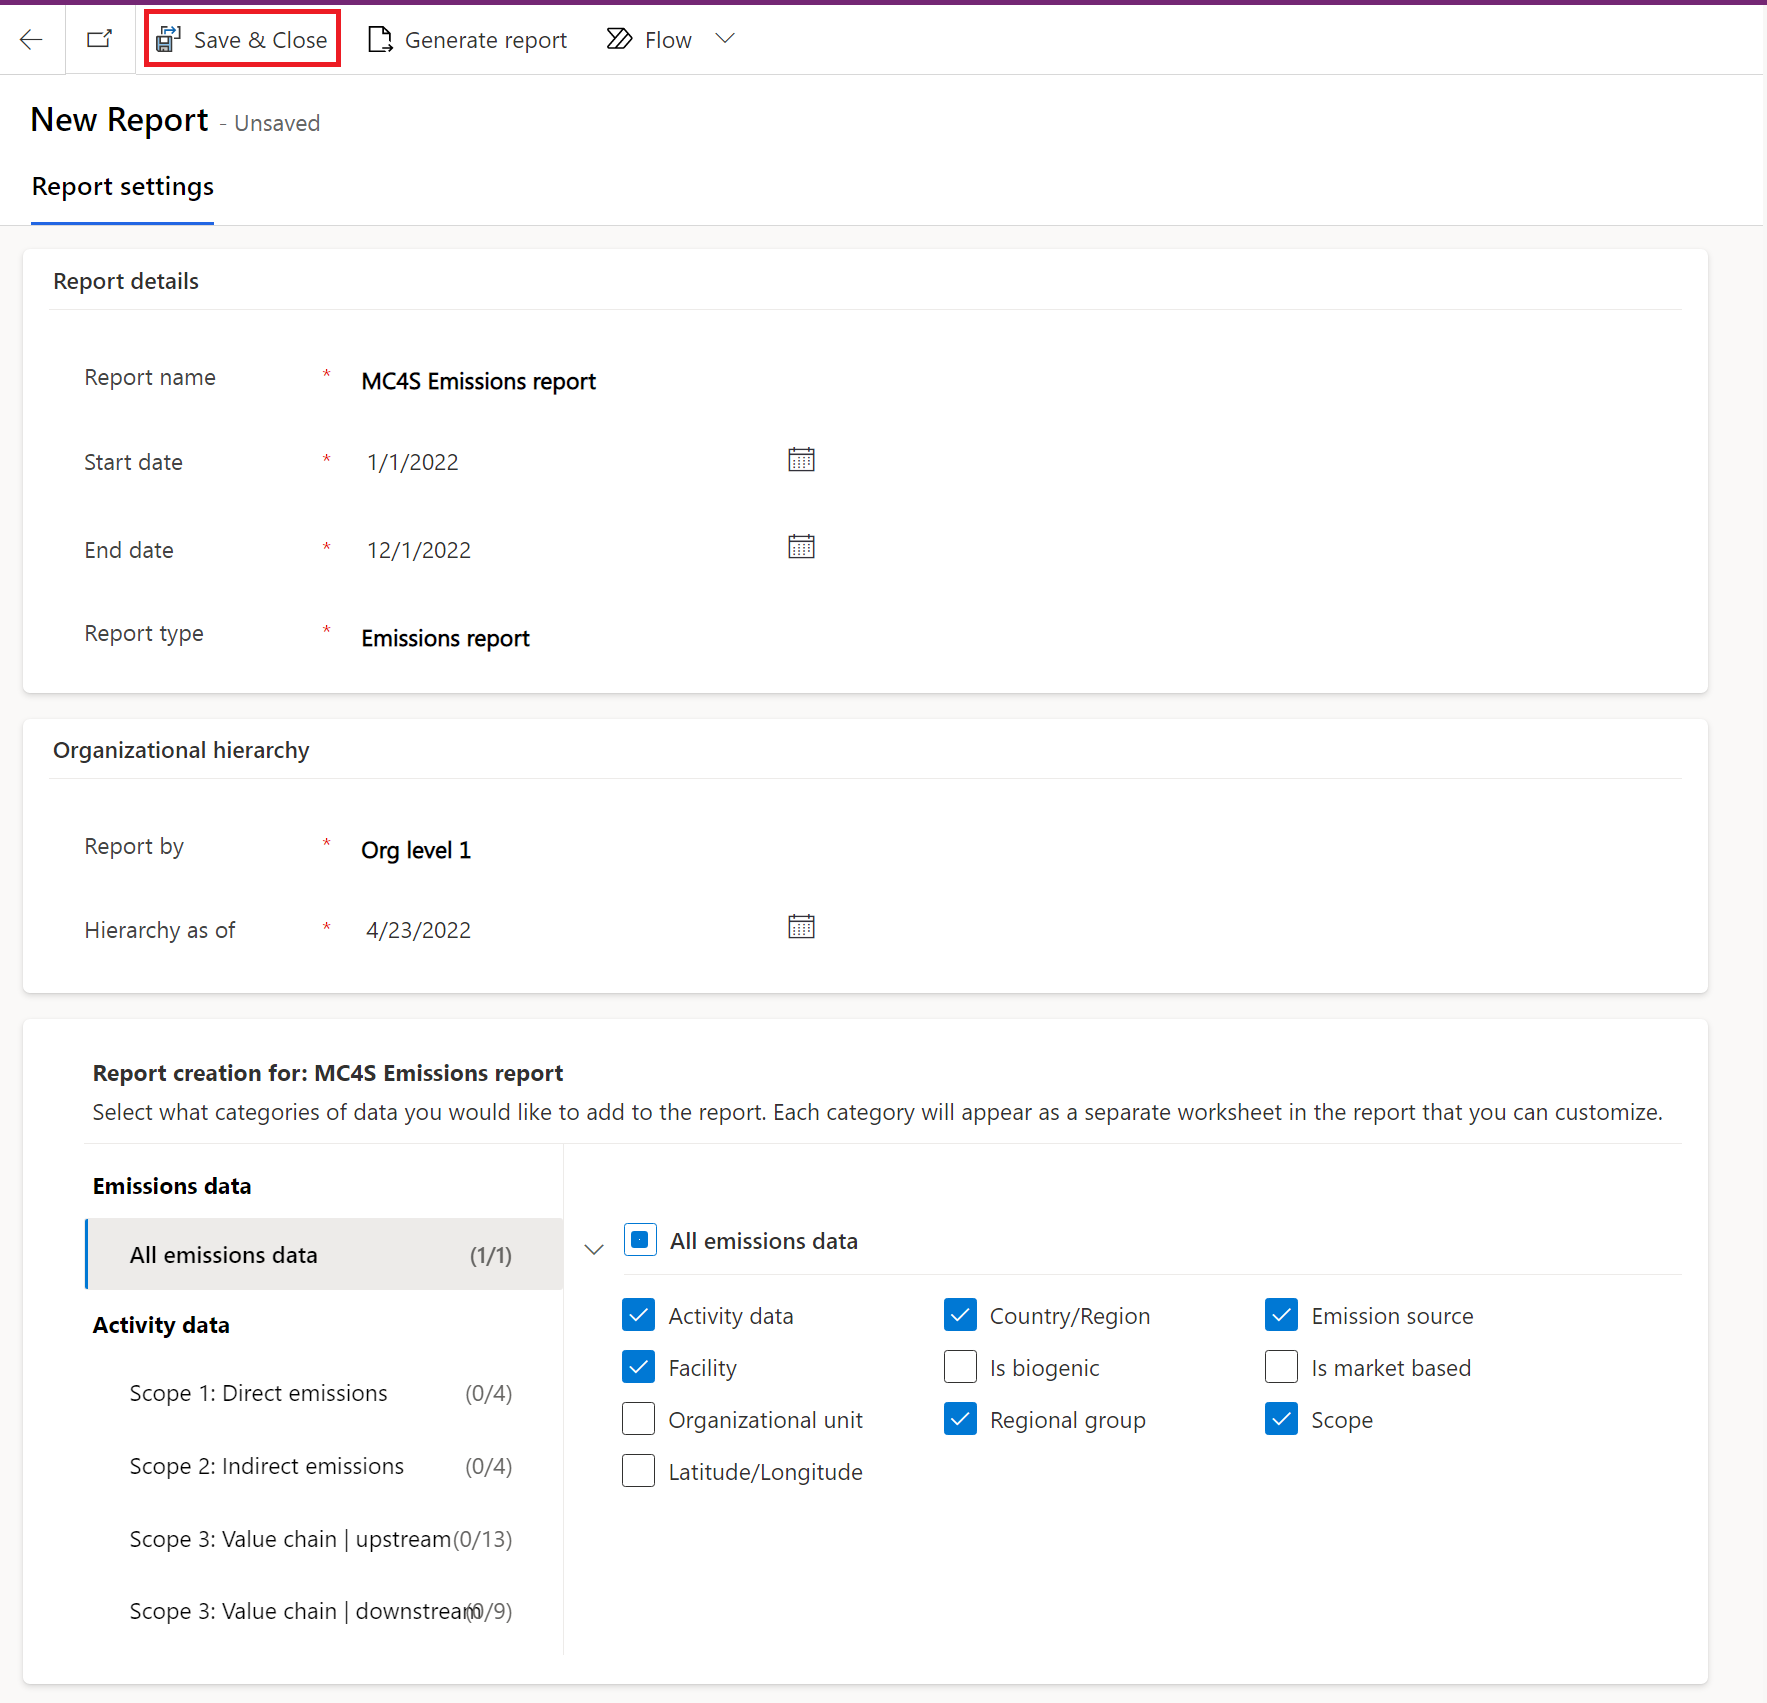 Save & Close Generate report Flow
New Report - Unsaved
Report settings
Report details
Report name * MC4S Emissions report
Start date * 1/1/2022
End date * 12/1/2022
Report type * Emissions report
Organizational hierarchy
Report by * Org level 1
Hierarchy as of * 4/23/2022
Report creation for: MC4S Emissions report
Select what categories of data you would like to add to the report. Each category will appear as a separate worksheet in the report that you can customize.
Emissions data
All emissions data (1/1)
Activity data
Scope 1: Direct emissions (0/4)
Scope 2: Indirect emissions (0/4)
Scope 3: Value chain | upstream (0/13)
Scope 3: Value chain | downstream (0/9)
All emissions data
Activity data Country/Region Emission source
Facility Is biogenic Is market based
Organizational unit Regional group Scope
Latitude/Longitude